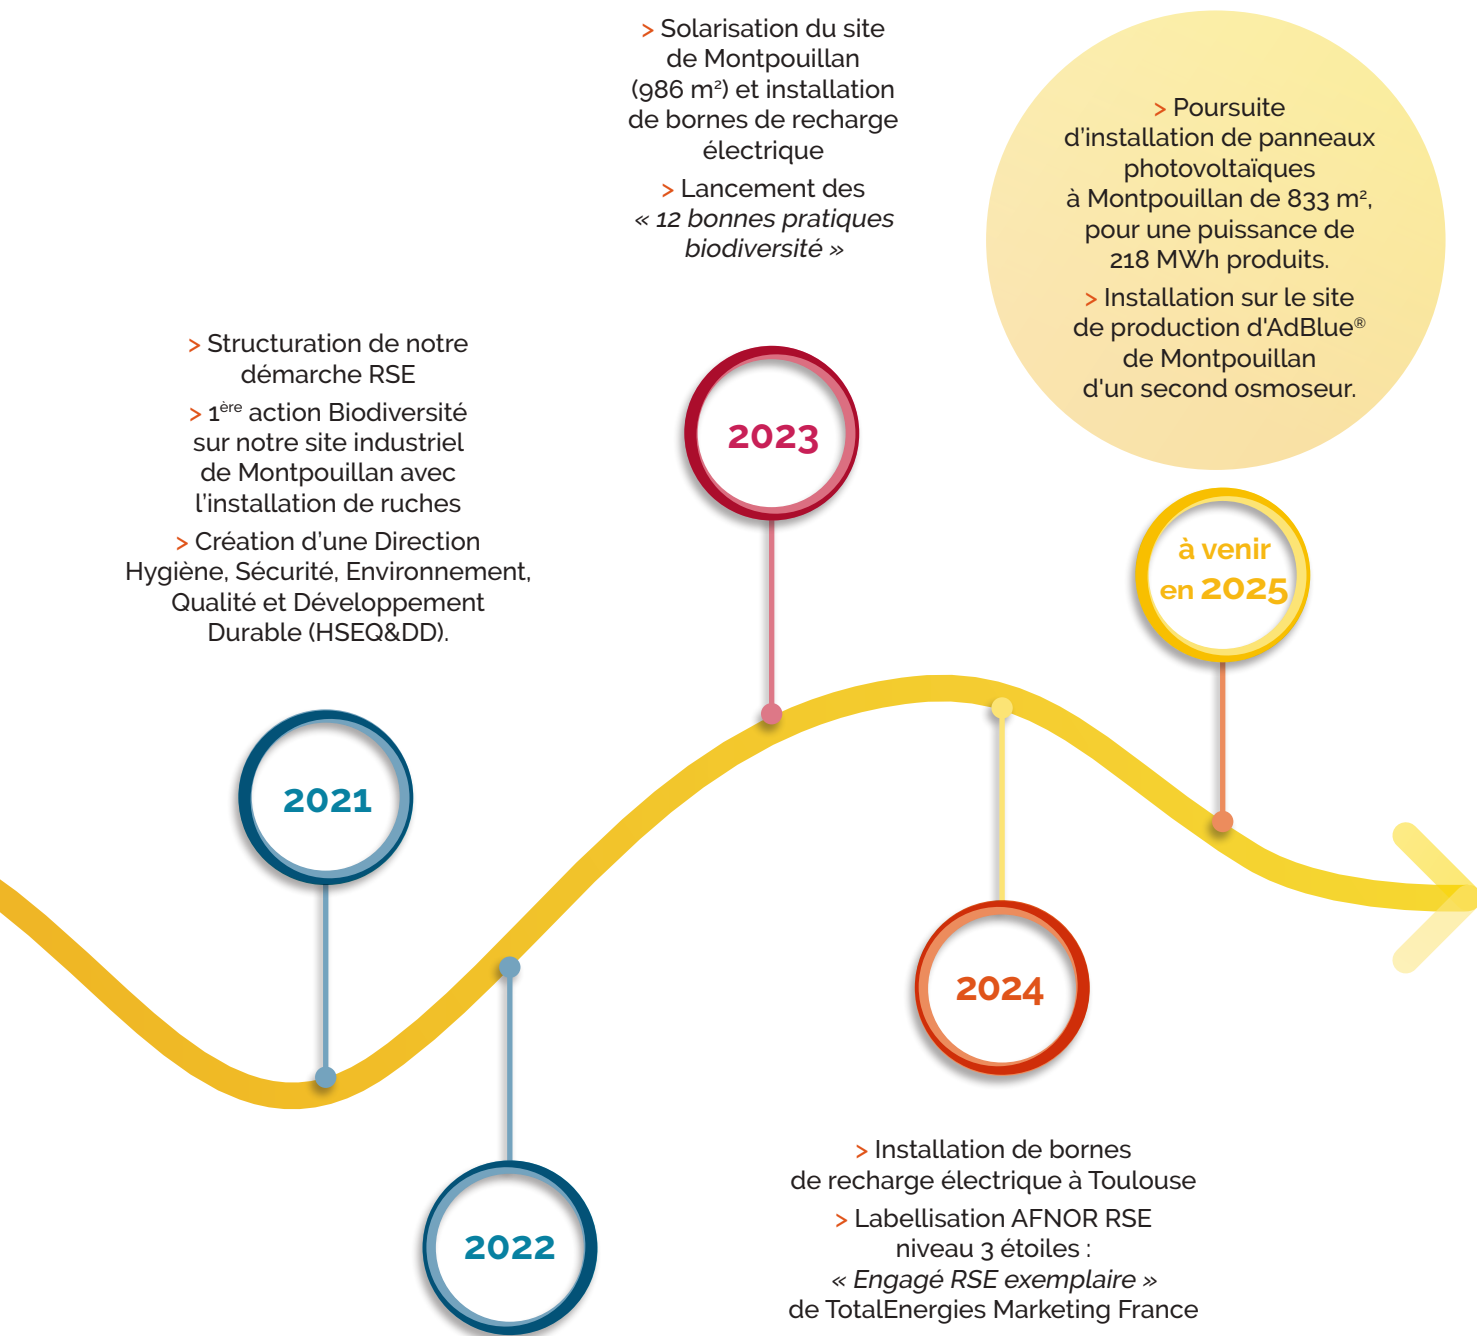 > Structuration de notre
démarche RSE
> 1ère action Biodiversité
sur notre site industriel
de Montpouillan avec
l’installation de ruches
> Création d’une Direction
Hygiène, Sécurité, Environnement,
Qualité et Développement
Durable (HSEQ&DD).
2021
2022
> Solarisation du site
de Montpouillan
(986 m²) et installation
de bornes de recharge
électrique
> Lancement des
« 12 bonnes pratiques
biodiversité »
2023
2024
> Installation de bornes
de recharge électrique à Toulouse
> Labellisation AFNOR RSE
niveau 3 étoiles :
« Engagé RSE exemplaire »
de TotalEnergies Marketing France
> Poursuite
d’installation de panneaux
photovoltaïques
à Montpouillan de 833 m²,
pour une puissance de
218 MWh produits.
> Installation sur le site
de production d'AdBlue®
de Montpouillan
d'un second osmoseur.
à venir
en 2025